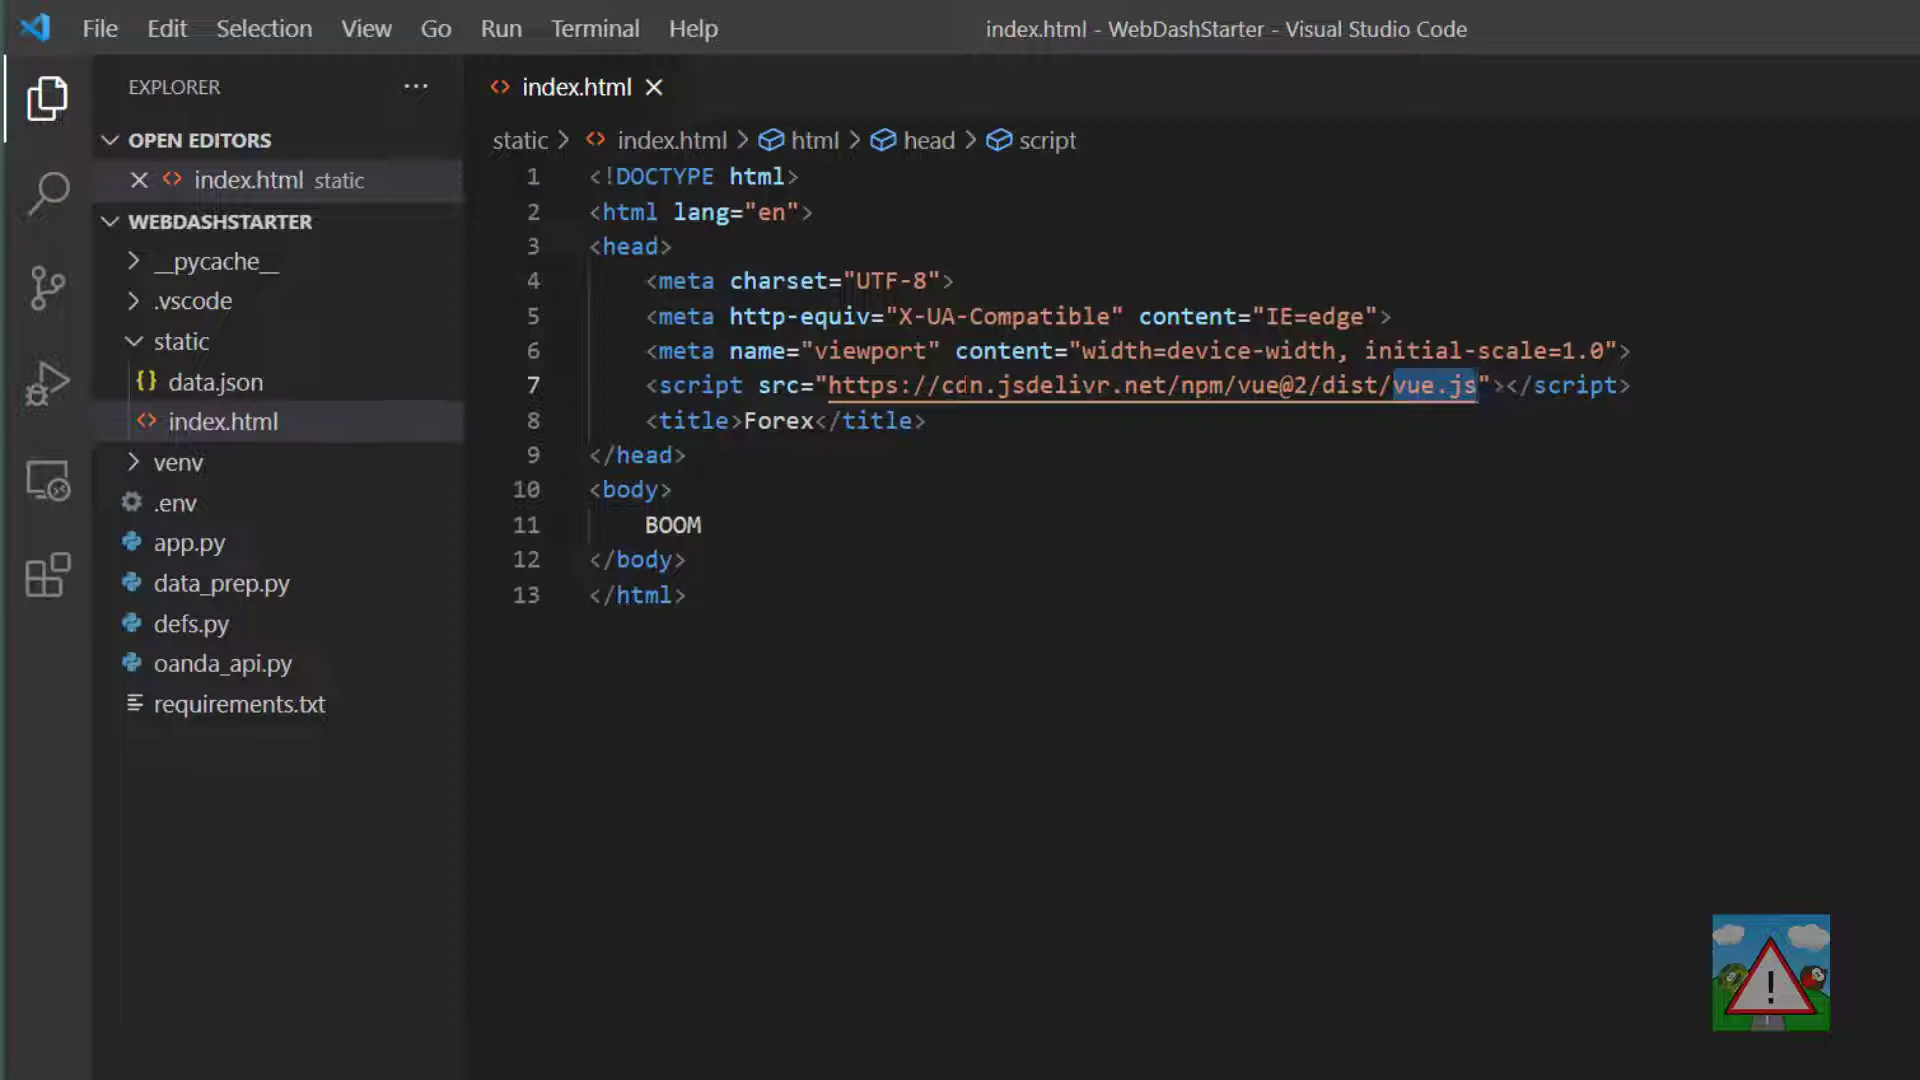 File Edit Selection View Go Run Terminal Help index.html - WebDashStarter - Visual Studio Code
EXPLORER ...
OPEN EDITORS
index.html static
WEBDASHSTARTER
__pycache__
.vscode
static
data.json
index.html
venv
.env
app.py
data_prep.py
defs.py
oanda_api.py
requirements.txt
index.html
static > index.html > html > head > script
1 <!DOCTYPE html>
2 <html lang="en">
3 <head>
4 <meta charset="UTF-8">
5 <meta http-equiv="X-UA-Compatible" content="IE=edge">
6 <meta name="viewport" content="width=device-width, initial-scale=1.0">
7 <script src="https://cdn.jsdelivr.net/npm/vue@2/dist/vue.js"></script>
8 <title>Forex</title>
9 </head>
10 <body>
11 BOOM
12 </body>
13 </html>
!